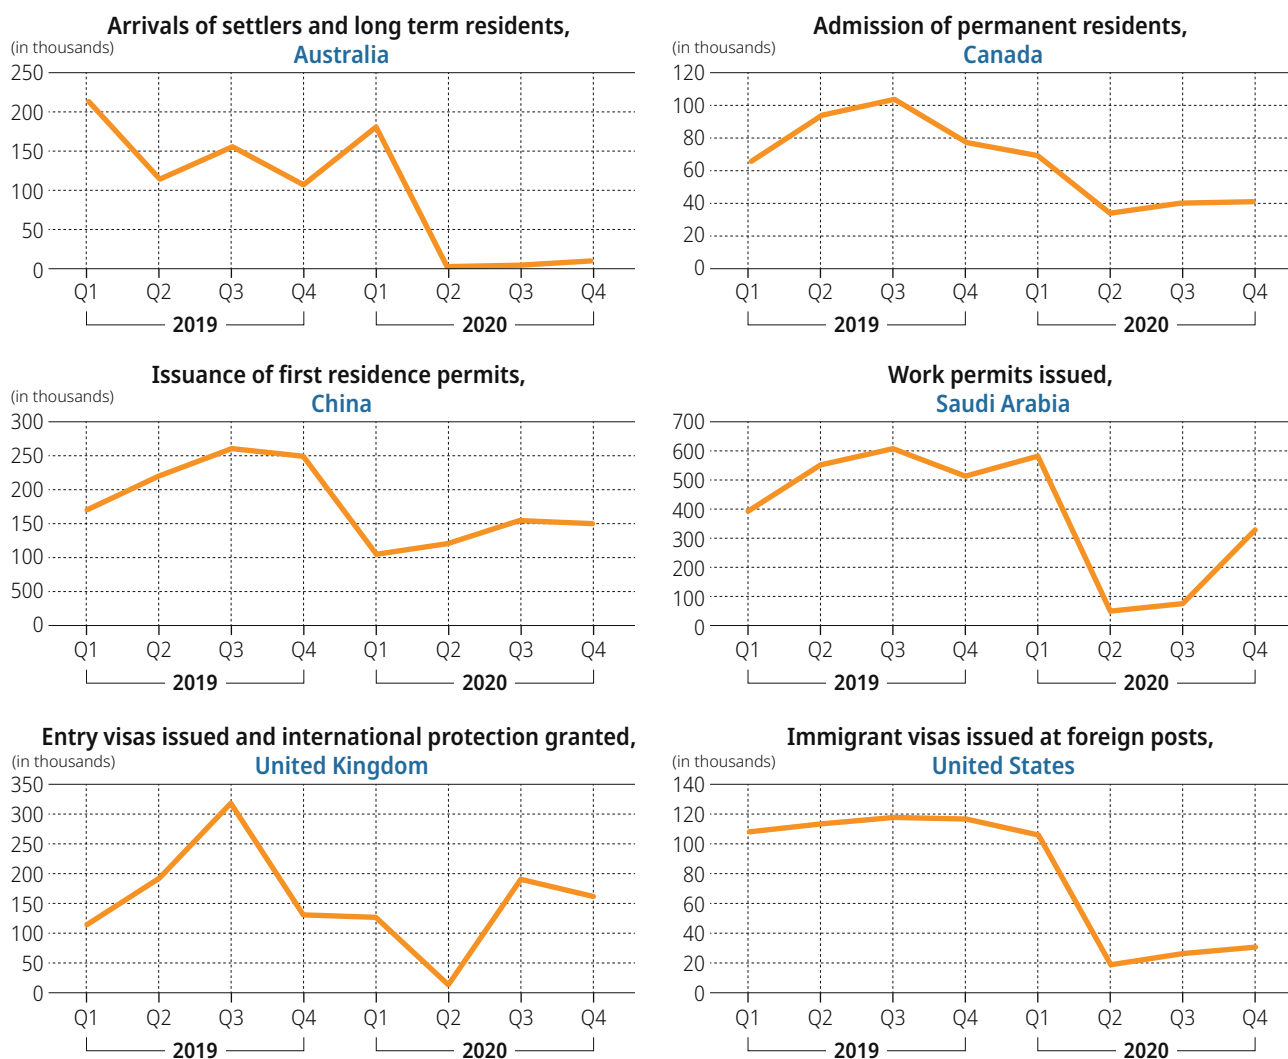 Arrivals of settlers and long term residents,
(in thousands)
Australia
250
200
150
100
50
0
Q1 Q2 Q3 Q4 Q1 Q2 Q3 Q4
2019 2020
Admission of permanent residents,
(in thousands)
Canada
120
100
80
60
40
20
0
Q1 Q2 Q3 Q4 Q1 Q2 Q3 Q4
2019 2020
Issuance of first residence permits,
(in thousands)
China
300
250
200
150
100
500
0
Q1 Q2 Q3 Q4 Q1 Q2 Q3 Q4
2019 2020
Work permits issued,
Saudi Arabia
700
600
500
400
300
200
100
0
Q1 Q2 Q3 Q4 Q1 Q2 Q3 Q4
2019 2020
Entry visas issued and international protection granted,
(in thousands)
United Kingdom
350
300
250
200
150
100
50
0
Q1 Q2 Q3 Q4 Q1 Q2 Q3 Q4
2019 2020
Immigrant visas issued at foreign posts,
(in thousands)
United States
140
120
100
80
60
40
20
0
Q1 Q2 Q3 Q4 Q1 Q2 Q3 Q4
2019 2020